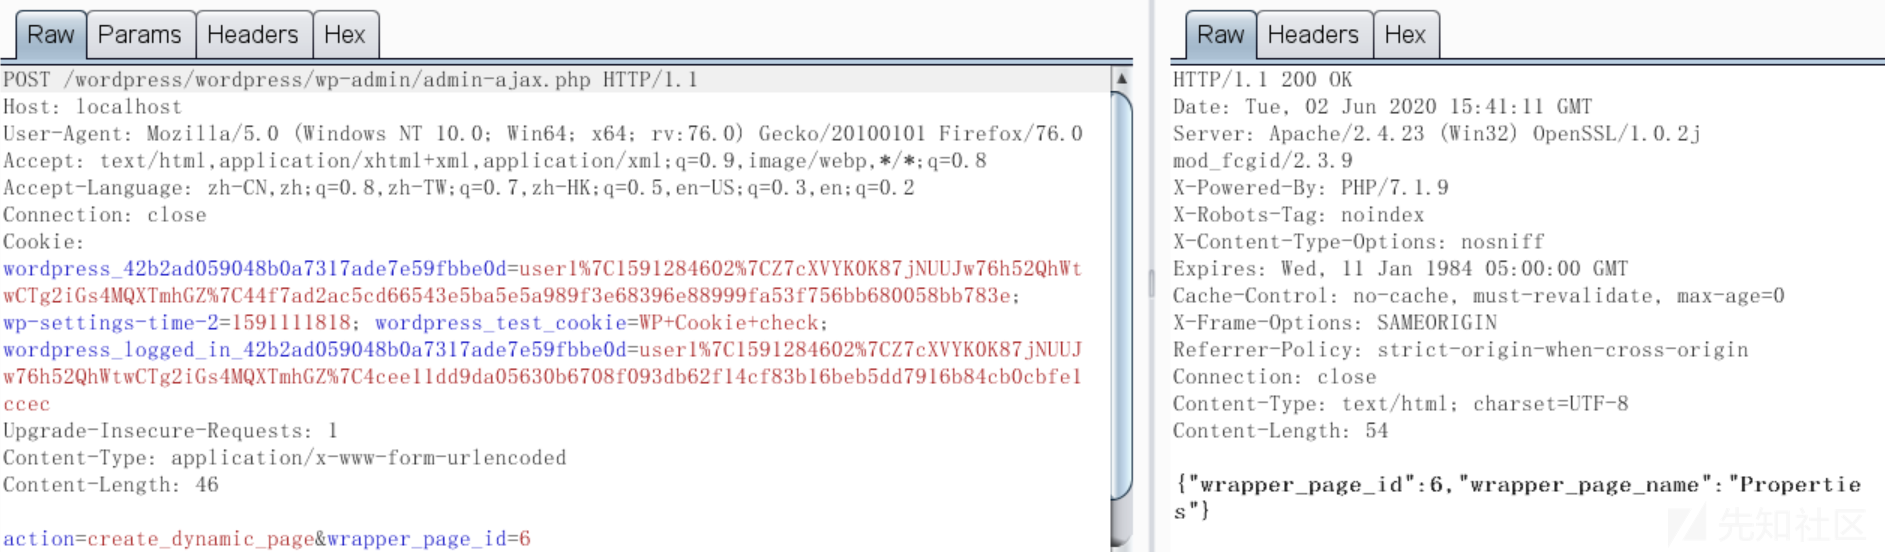 Raw Params Headers Hex
POST /wordpress/wordpress/wp-admin/admin-ajax.php HTTP/1.1
Host: localhost
User-Agent: Mozilla/5.0 (Windows NT 10.0; Win64; x64; rv:76.0) Gecko/20100101 Firefox/76.0
Accept: text/html,application/xhtml+xml,application/xml;q=0.9,image/webp,*/*;q=0.8
Accept-Language: zh-CN,zh;q=0.8,zh-TW;q=0.7,zh-HK;q=0.5,en-US;q=0.3,en;q=0.2
Connection: close
Cookie:
wordpress_42b2ad059048b0a7317ade7e59fbbe0d=user1%7C1591284602%7CZ7cXVYK0K87jNUUJw76h52QhWt
wCTg2iGs4MQXTmhGZ%7C44f7ad2ac5cd66543e5ba5e5a989f3e68396e88999fa53f756bb680058bb783e;
wp-settings-time-2=1591111818; wordpress_test_cookie=WP+Cookie+check;
wordpress_logged_in_42b2ad059048b0a7317ade7e59fbbe0d=user1%7C1591284602%7CZ7cXVYK0K87jNUUJ
w76h52QhWtwCTg2iGs4MQXTmhGZ%7C4cee11dd9da05630b6708f093db62f14cf83b16beb5dd7916b84cb0cbfe1
ccec
Upgrade-Insecure-Requests: 1
Content-Type: application/x-www-form-urlencoded
Content-Length: 46
action=create_dynamic_page&wrapper_page_id=6
Raw Headers Hex
HTTP/1.1 200 OK
Date: Tue, 02 Jun 2020 15:41:11 GMT
Server: Apache/2.4.23 (Win32) OpenSSL/1.0.2j
mod_fcgid/2.3.9
X-Powered-By: PHP/7.1.9
X-Robots-Tag: noindex
X-Content-Type-Options: nosniff
Expires: Wed, 11 Jan 1984 05:00:00 GMT
Cache-Control: no-cache, must-revalidate, max-age=0
X-Frame-Options: SAMEORIGIN
Referrer-Policy: strict-origin-when-cross-origin
Connection: close
Content-Type: text/html; charset=UTF-8
Content-Length: 54
{"wrapper_page_id":6,"wrapper_page_name":"Propertie
s"}
先知社区